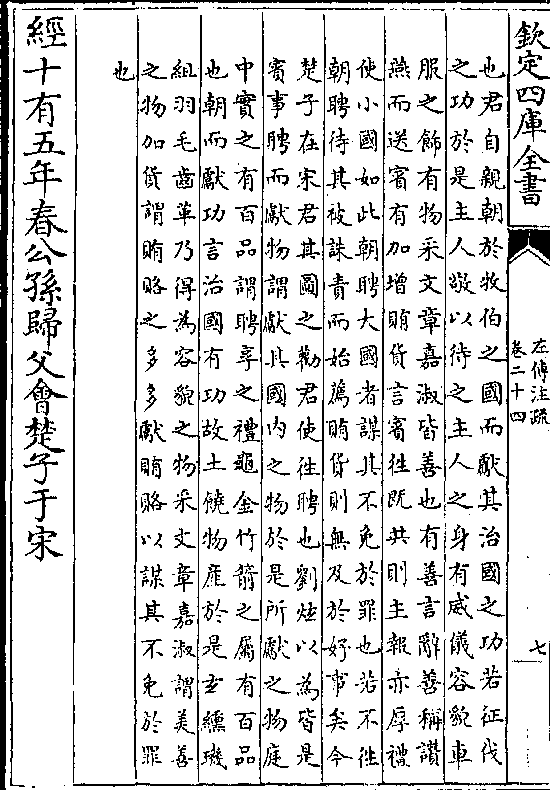 欽定四庫全書
左傳注疏
卷二十四
七
也君自親朝於牧伯之國而獻其治國之功若征伐
之功於是主人敬以待之主人之身有威儀容貌車
服之飾有物采文章嘉淑皆善也有善言辭善稱讚
燕而送賓有加增賄貨言賓往既共則主報亦厚禮
使小國如此朝聘大國者謀其不免於罪也若不往
朝聘待其被誅責而始薦賄貨則無及於好事矣今
楚子在宋君其圖之勸君使往聘也劉炫以為皆是
賓事聘而獻物謂獻其國内之物於是所獻之物庭
中實之有百品謂聘享之禮龜金竹箭之屬有百品
也朝而獻功言治國有功故土饒物産於是玄纁璣
組羽毛齒革乃得為容貌之物采文章嘉淑謂美善
之物加貨謂賄賂之多多獻賄賂以謀其不免於罪
也
經十有五年春公孫歸父會楚子于宋